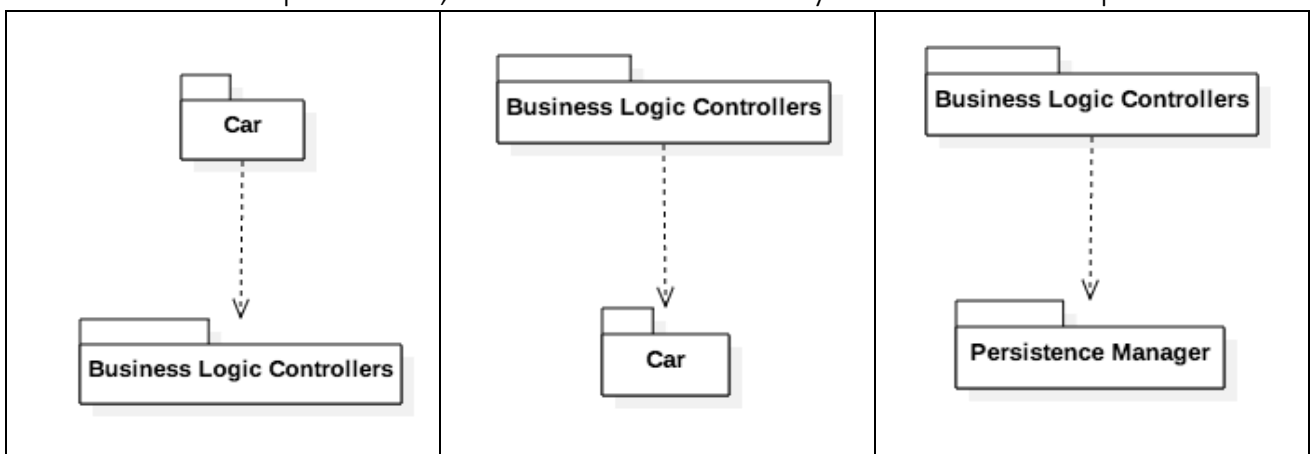 Car
Business Logic Controllers
Business Logic Controllers
Car
Business Logic Controllers
Persistence Manager